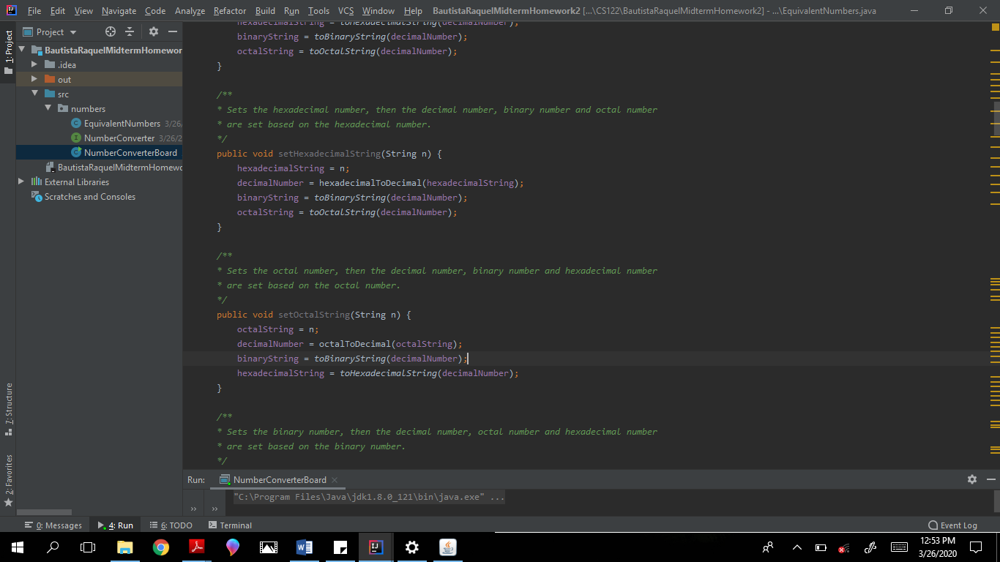 File Edit View Navigate Code Analyze Refactor Build Run Tools VCS Window Help BautistaRaquelMidtermHomework2 [...\CS122\BautistaRaquelMidtermHomework2] - ...\EquivalentNumbers.java
1: Project
7: Structure
2: Favorites
Project
BautistaRaquelMidtermHomewor
.idea
out
src
numbers
EquivalentNumbers 3/26/
NumberConverter 3/26/2
NumberConverterBoard
BautistaRaquelMidtermHomewo
External Libraries
Scratches and Consoles
hexadecimalString = toHexadecimalString(decimalNumber);
binaryString = toBinaryString(decimalNumber);
octalString = toOctalString(decimalNumber);
}
/**
* Sets the hexadecimal number, then the decimal number, binary number and octal number
* are set based on the hexadecimal number.
*/
public void setHexadecimalString(String n) {
hexadecimalString = n;
decimalNumber = hexadecimalToDecimal(hexadecimalString);
binaryString = toBinaryString(decimalNumber);
octalString = toOctalString(decimalNumber);
}
/**
* Sets the octal number, then the decimal number, binary number and hexadecimal number
* are set based on the octal number.
*/
public void setOctalString(String n) {
octalString = n;
decimalNumber = octalToDecimal(octalString);
binaryString = toBinaryString(decimalNumber);
hexadecimalString = toHexadecimalString(decimalNumber);
}
/**
* Sets the binary number, then the decimal number, octal number and hexadecimal number
* are set based on the binary number.
*/
Run: NumberConverterBoard
"C:\Program Files\Java\jdk1.8.0_121\bin\java.exe" ...
0: Messages 4: Run 6: TODO Terminal Event Log
12:53 PM
3/26/2020